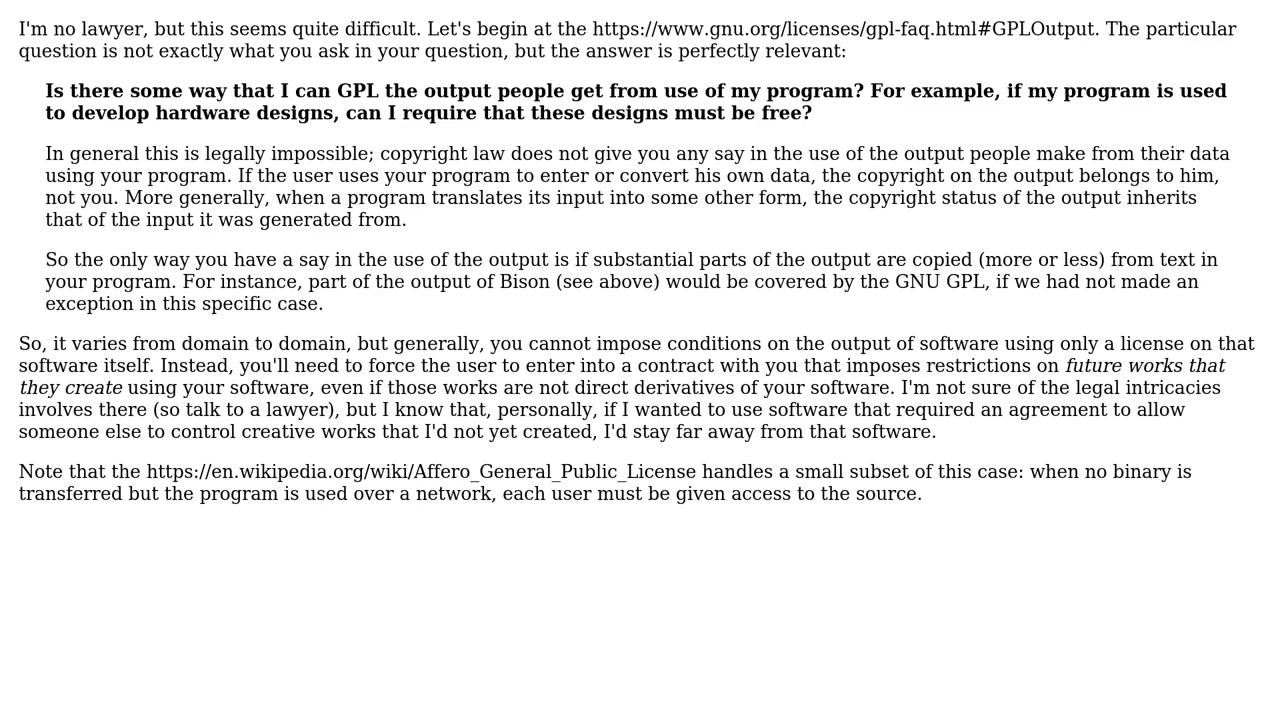 I'm no lawyer, but this seems quite difficult. Let's begin at the https://www.gnu.org/licenses/gpl-faq.html#GPLOutput. The particular
question is not exactly what you ask in your question, but the answer is perfectly relevant:
Is there some way that I can GPL the output people get from use of my program? For example, if my program is used
to develop hardware designs, can I require that these designs must be free?
In general this is legally impossible; copyright law does not give you any say in the use of the output people make from their data
using your program. If the user uses your program to enter or convert his own data, the copyright on the output belongs to him,
not you. More generally, when a program translates its input into some other form, the copyright status of the output inherits
that of the input it was generated from.
So the only way you have a say in the use of the output is if substantial parts of the output are copied (more or less) from text in
your program. For instance, part of the output of Bison (see above) would be covered by the GNU GPL, if we had not made an
exception in this specific case.
So, it varies from domain to domain, but generally, you cannot impose conditions on the output of software using only a license on that
software itself. Instead, you'll need to force the user to enter into a contract with you that imposes restrictions on future works that
they create using your software, even if those works are not direct derivatives of your software. I'm not sure of the legal intricacies
involves there (so talk to a lawyer), but I know that, personally, if I wanted to use software that required an agreement to allow
someone else to control creative works that I'd not yet created, I'd stay far away from that software.
Note that the https://en.wikipedia.org/wiki/Affero_General_Public_License handles a small subset of this case: when no binary is
transferred but the program is used over a network, each user must be given access to the source.